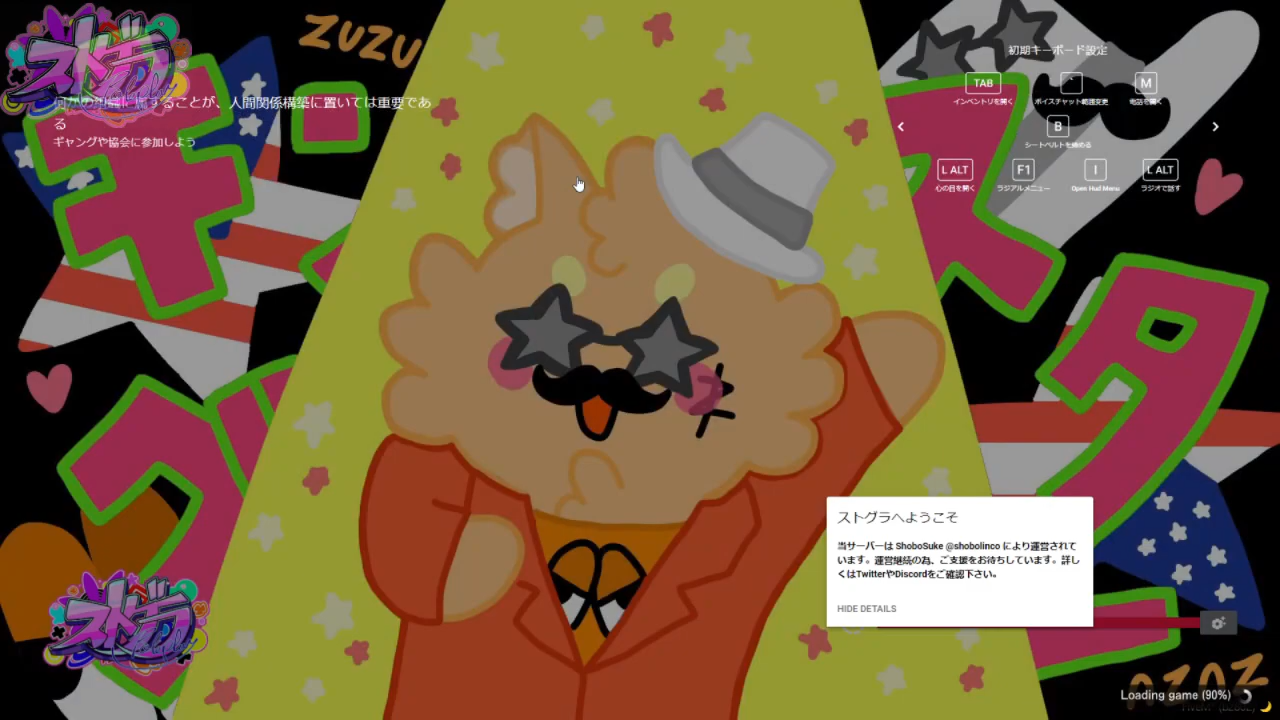 ストグラ
ZUZU
初期キーボード設定
TAB
インベントリを開く
`
ボイスチャット範囲変更
M
電話を開く
B
シートベルトを締める
L ALT
心の目を開く
F1
ラジアルメニュー
I
Open Hud Menu
L ALT
ラジオで話す
何かの組織に属することが、人間関係構築に置いては重要であ
る
ギャングや協会に参加しよう
ス
タ
ストグラへようこそ
当サーバーは ShoboSuke @shobolinco により運営されて
います。運営継続の為、ご支援をお待ちしています。詳し
くはTwitterやDiscordをご確認下さい。
HIDE DETAILS
ストグラ
Loading game (90%)